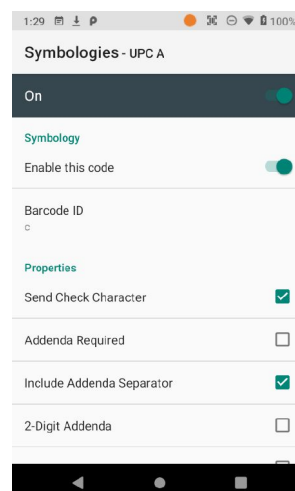 1:29 100%
Symbologies - UPC A
On
Symbology
Enable this code
Barcode ID
c
Properties
Send Check Character
Addenda Required
Include Addenda Separator
2-Digit Addenda